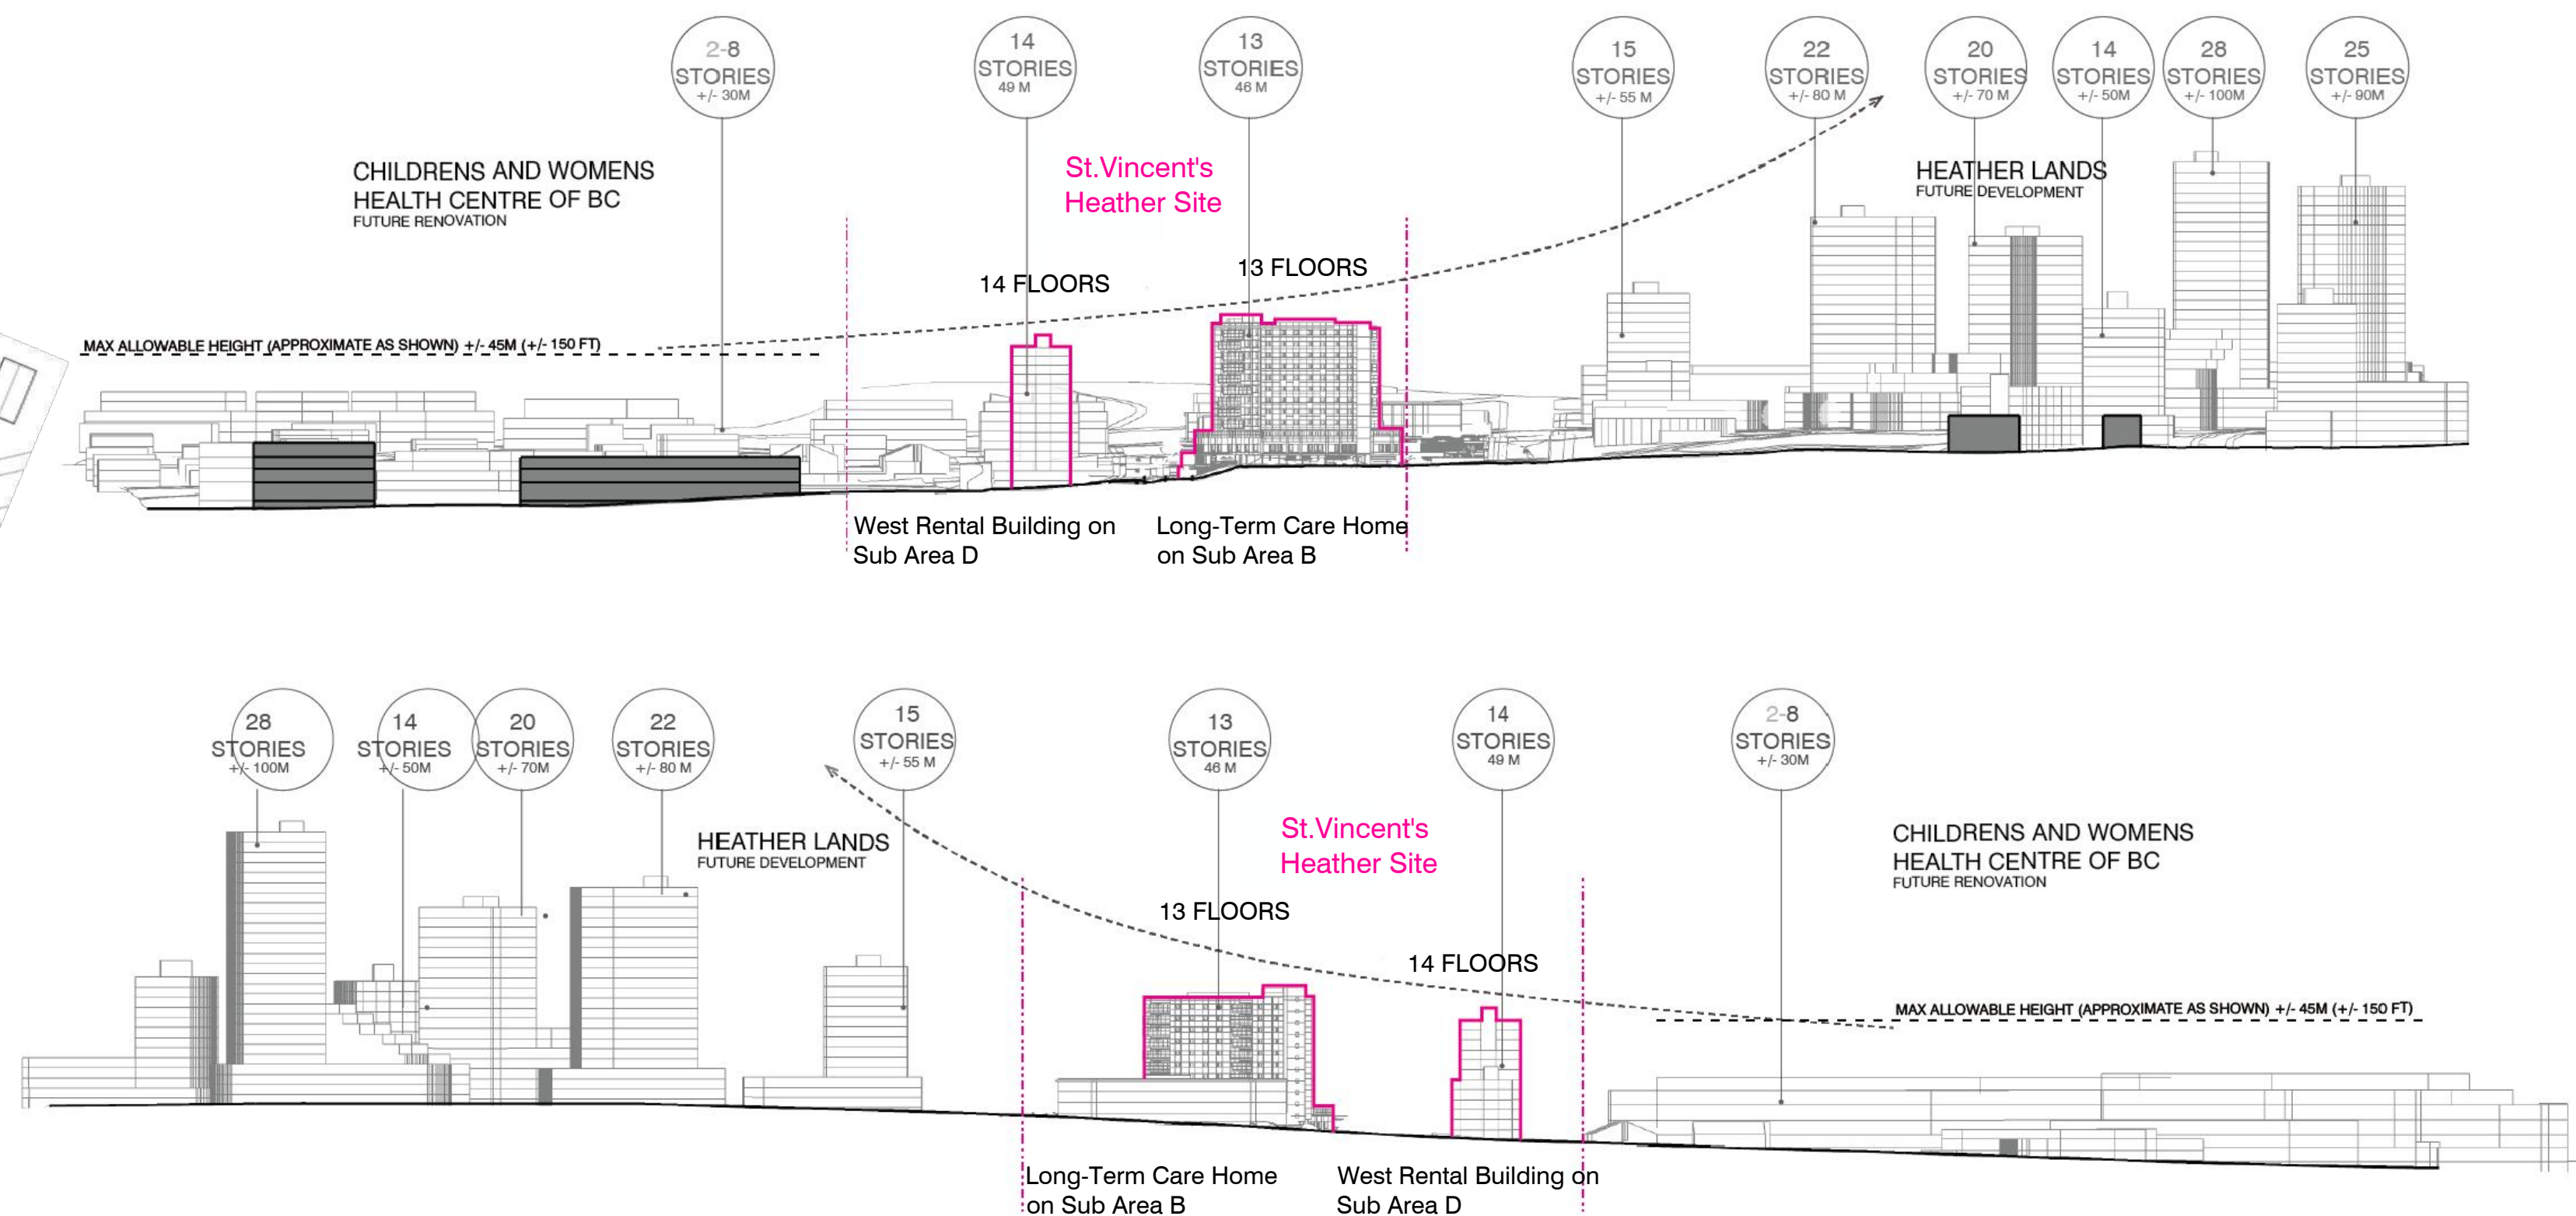 2-8
STORIES
+/- 30M
14
STORIES
49 M
13
STORIES
46 M
15
STORIES
+/- 55 M
22
STORIES
+/- 80 M
20
STORIES
+/- 70 M
14
STORIES
+/- 50M
28
STORIES
+/- 100M
25
STORIES
+/- 90M
CHILDRENS AND WOMENS
HEALTH CENTRE OF BC
FUTURE RENOVATION
St.Vincent's
Heather Site
HEATHER LANDS
FUTURE DEVELOPMENT
14 FLOORS
13 FLOORS
MAX ALLOWABLE HEIGHT (APPROXIMATE AS SHOWN) +/- 45M (+/- 150 FT)
West Rental Building on
Sub Area D
Long-Term Care Home
on Sub Area B
28
STORIES
+/- 100M
14
STORIES
+/- 50M
20
STORIES
+/- 70M
22
STORIES
+/- 80 M
15
STORIES
+/- 55 M
13
STORIES
46 M
14
STORIES
49 M
2-8
STORIES
+/- 30M
HEATHER LANDS
FUTURE DEVELOPMENT
St.Vincent's
Heather Site
CHILDRENS AND WOMENS
HEALTH CENTRE OF BC
FUTURE RENOVATION
13 FLOORS
14 FLOORS
MAX ALLOWABLE HEIGHT (APPROXIMATE AS SHOWN) +/- 45M (+/- 150 FT)
Long-Term Care Home
on Sub Area B
West Rental Building on
Sub Area D